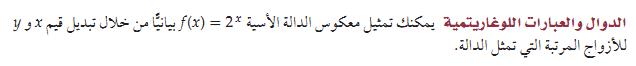 الدوال والعبارات اللوغاريتمية يمكنك تمثيل معكوس الدالة الأسية f(x) = 2^x بيانيًّا من خلال تبديل قيم x و y
للأزواج المرتبة التي تمثل الدالة.